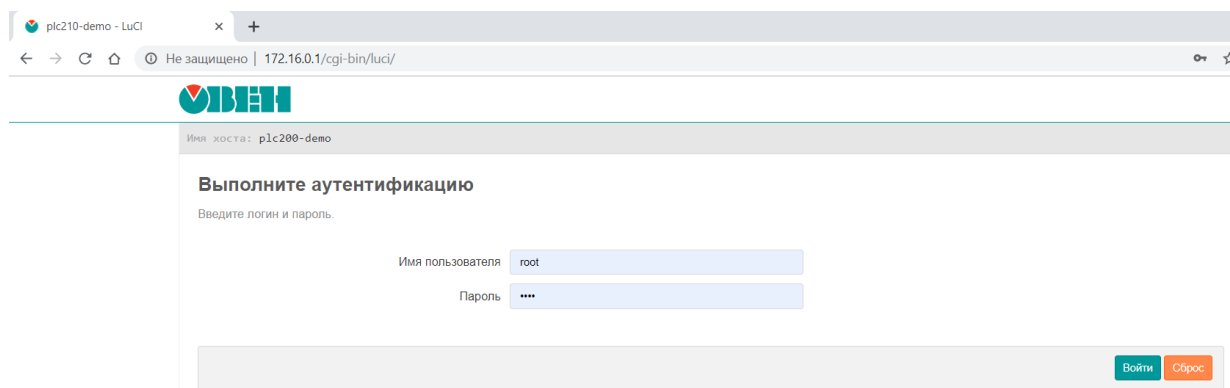 plc210-demo - LuCI
Не защищено | 172.16.0.1/cgi-bin/luci/
ОВЕН
Имя хоста: plc200-demo
Выполните аутентификацию
Введите логин и пароль.
Имя пользователя root
Пароль ••••
Войти Сброс